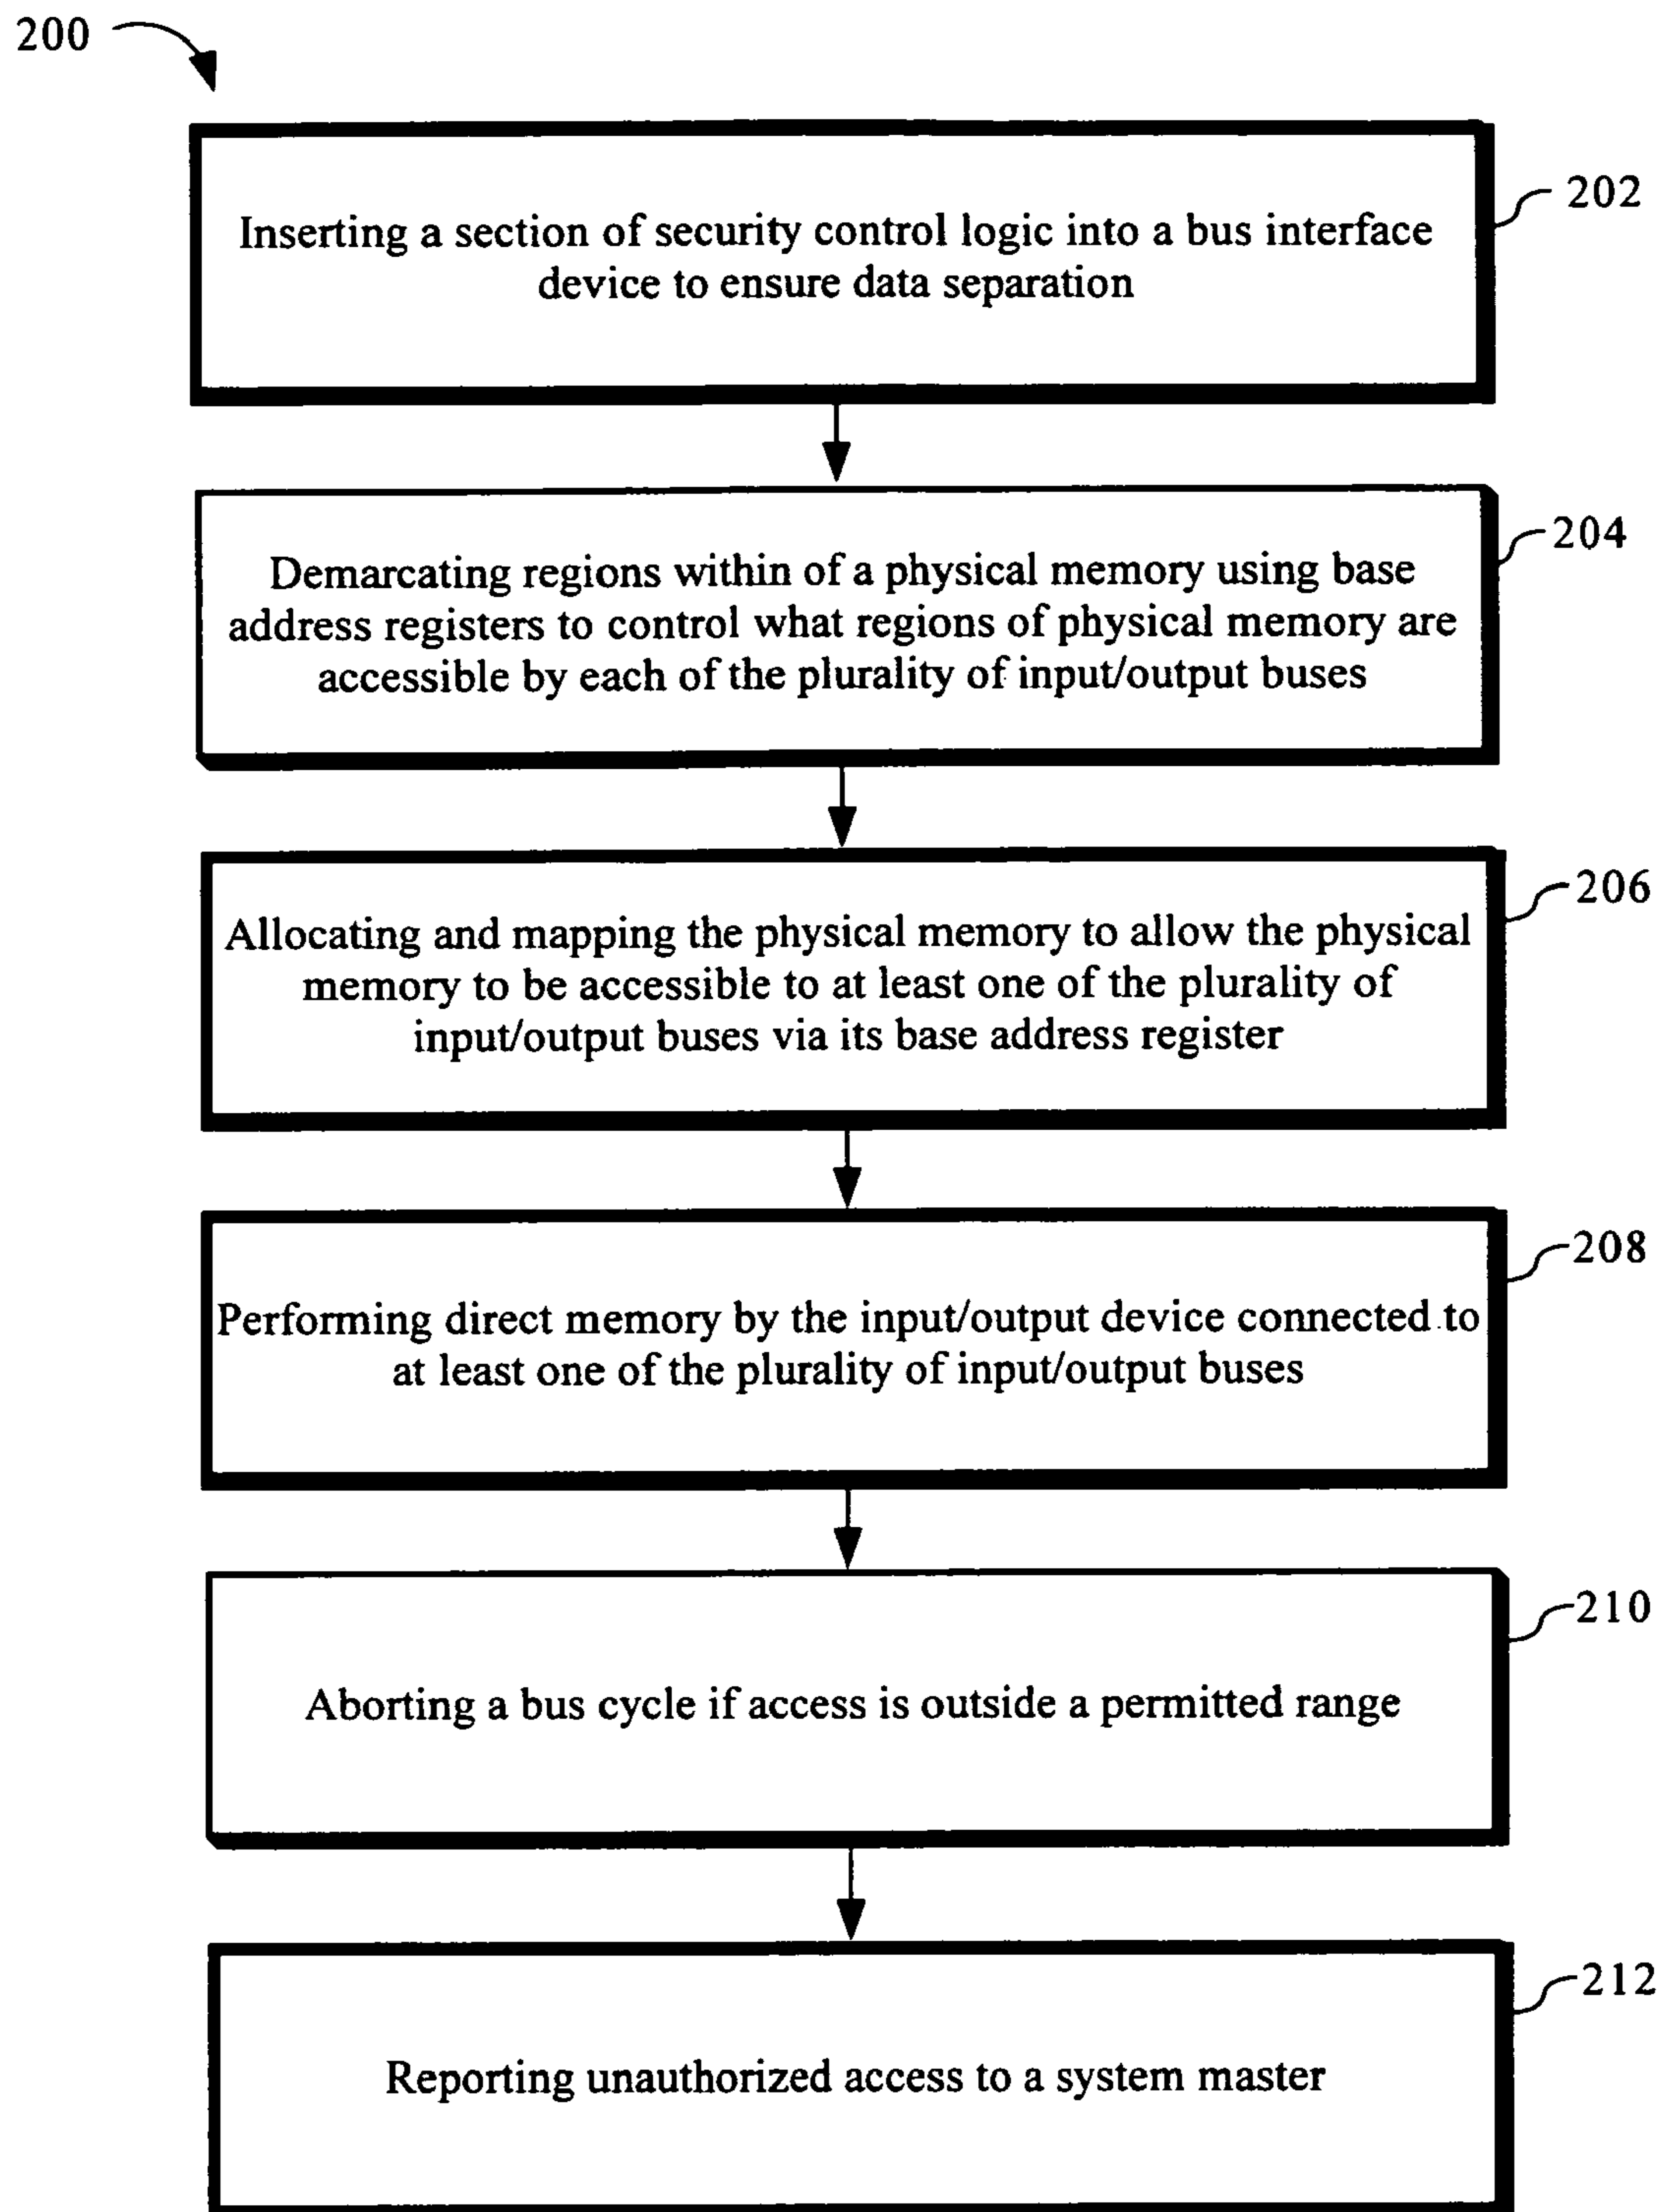 200
Inserting a section of security control logic into a bus interface
device to ensure data separation
202
Demarcating regions within of a physical memory using base
address registers to control what regions of physical memory are
accessible by each of the plurality of input/output buses
204
Allocating and mapping the physical memory to allow the physical
memory to be accessible to at least one of the plurality of
input/output buses via its base address register
206
Performing direct memory by the input/output device connected to
at least one of the plurality of input/output buses
208
Aborting a bus cycle if access is outside a permitted range
210
Reporting unauthorized access to a system master
212